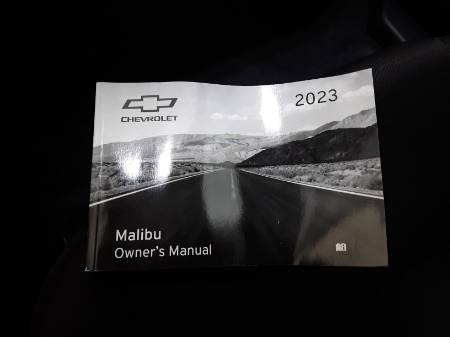 CHEVROLET
2023
Malibu
Owner's Manual